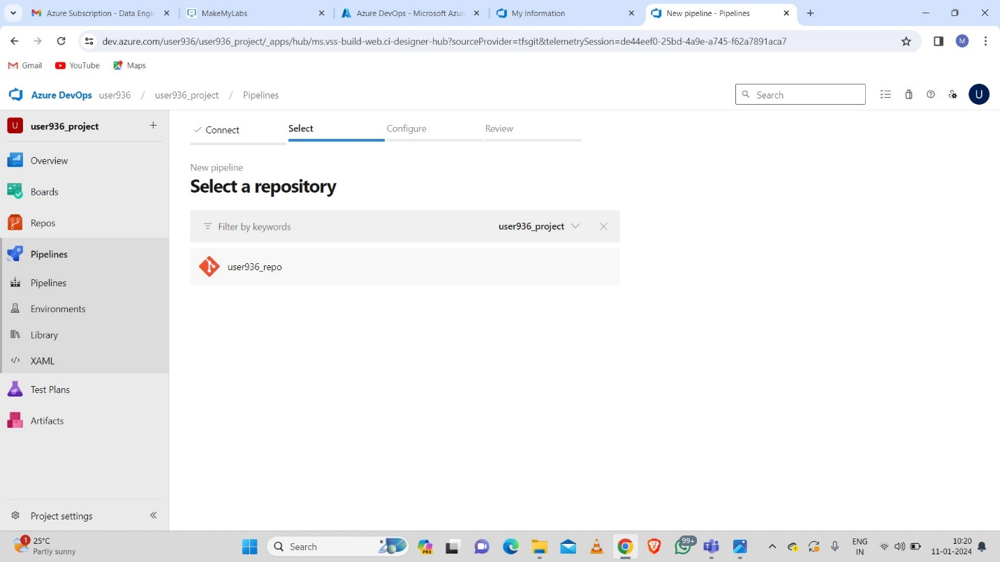 Azure Subscription - Data Engin
MakeMyLabs
Azure DevOps - Microsoft Azur
My Information
New pipeline - Pipelines
dev.azure.com/user936/user936_project/_apps/hub/ms.vss-build-web.ci-designer-hub?sourceProvider=tfsgit&telemetrySession=de44eef0-25bd-4a9e-a745-f62a7891aca7
M
Gmail
YouTube
Maps
Azure DevOps user936 / user936_project / Pipelines
Search
U
U user936_project
Overview
Boards
Repos
Pipelines
Pipelines
Environments
Library
XAML
Test Plans
Artifacts
Project settings
Connect
Select
Configure
Review
New pipeline
Select a repository
Filter by keywords
user936_project
user936_repo
1
25°C
Partly sunny
Search
PRE
99+
ENG
IN
10:20
11-01-2024